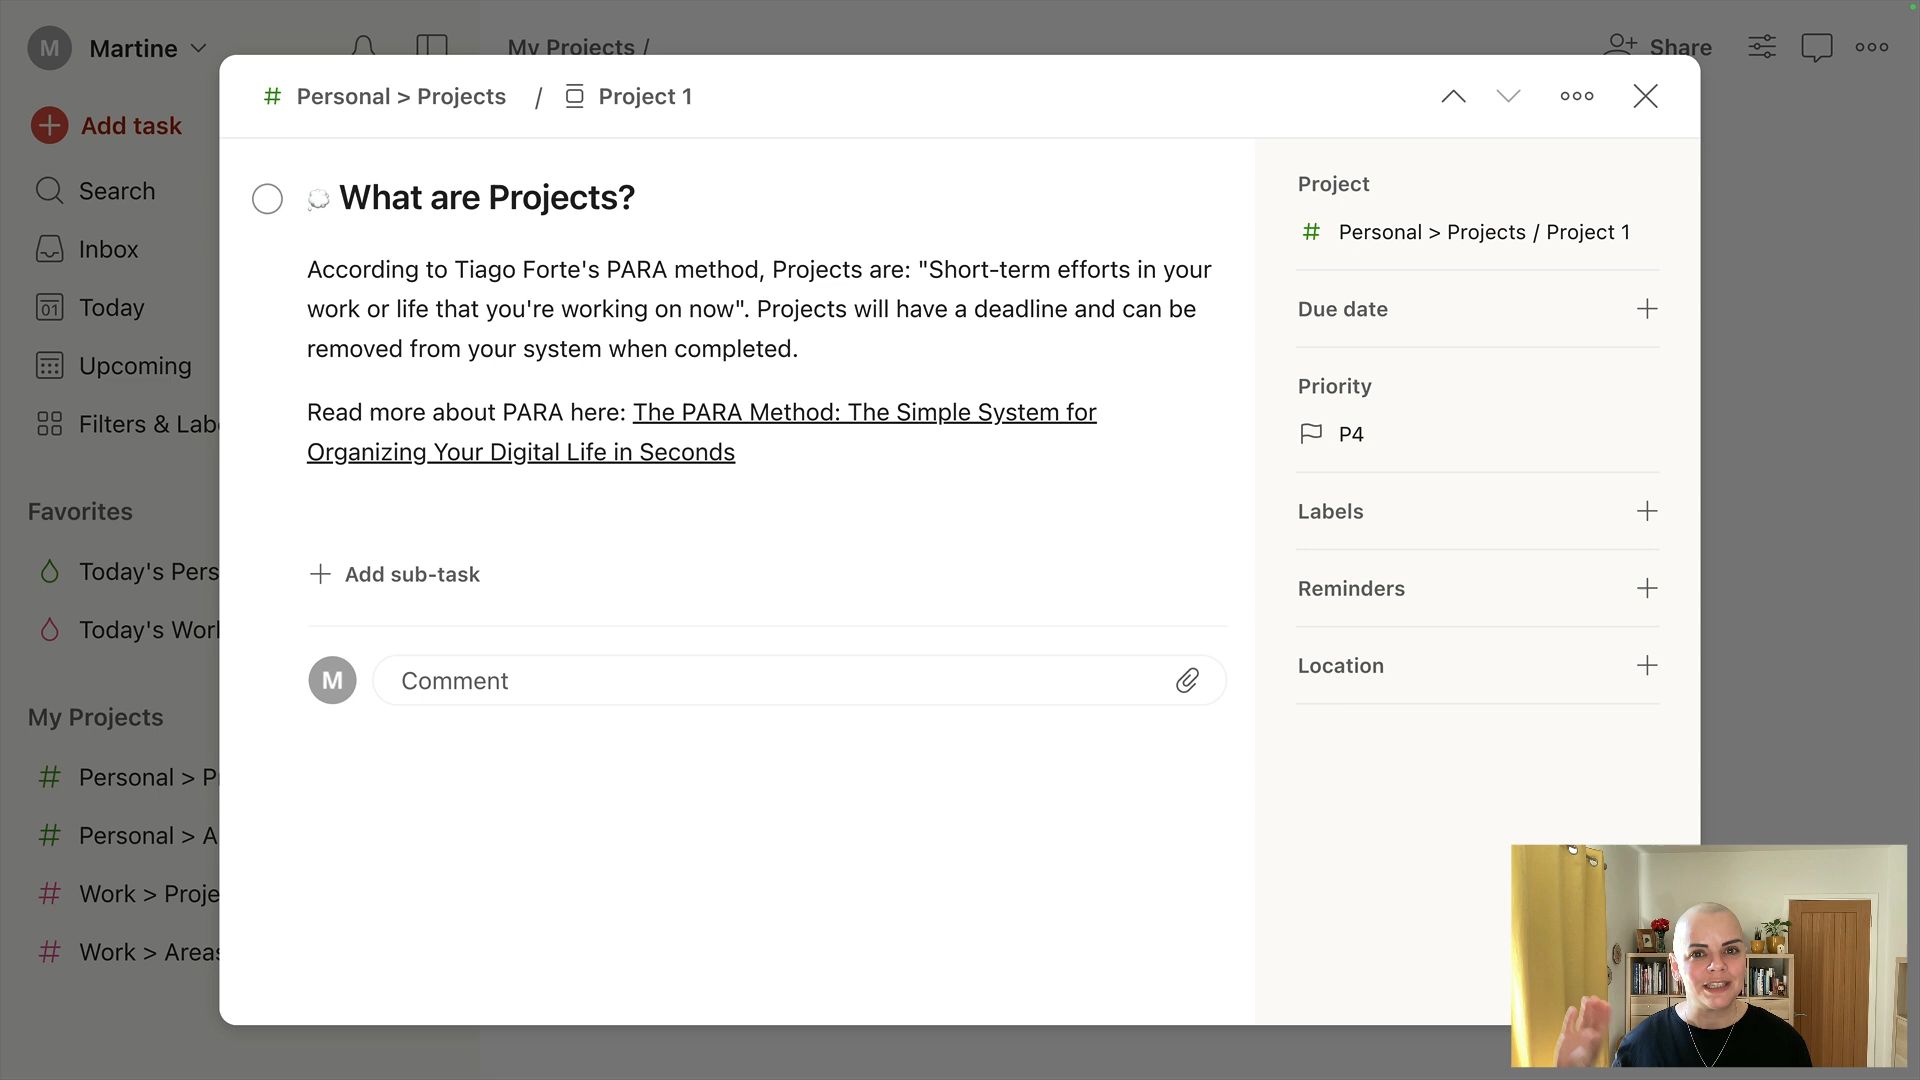 M Martine
My Projects /
Share
Add task
Search
Inbox
01 Today
Upcoming
Filters & Lab
Favorites
Today's Pers
Today's Worl
My Projects
# Personal > P
# Personal > A
# Work > Proje
# Work > Areas
# Personal > Projects / Project 1
What are Projects?
According to Tiago Forte's PARA method, Projects are: "Short-term efforts in your
work or life that you're working on now". Projects will have a deadline and can be
removed from your system when completed.
Read more about PARA here: The PARA Method: The Simple System for
Organizing Your Digital Life in Seconds
+ Add sub-task
M Comment
Project
# Personal > Projects / Project 1
Due date +
Priority
P4
Labels +
Reminders +
Location +